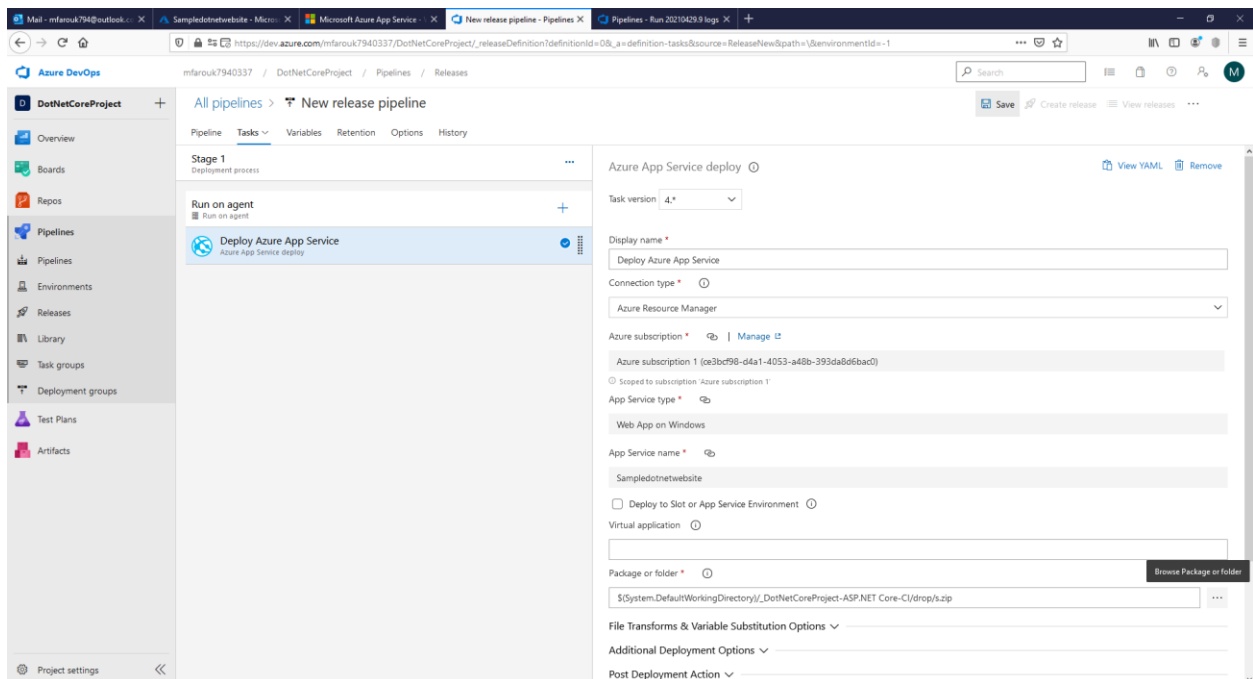 Mail - mfarouk794@outlook.c
Sampledotnetwebsite - Micros
Microsoft Azure App Service -
New release pipeline - Pipelines
Pipelines - Run 20210429.9 logs
https://dev.azure.com/mfarouk7940337/DotNetCoreProject/_releaseDefinition?definitionId=0&_a=definition-tasks&source=ReleaseNew&path=\&environmentId=-1
Azure DevOps
mfarouk7940337 / DotNetCoreProject / Pipelines / Releases
Search
M
D DotNetCoreProject
All pipelines > New release pipeline
Save Create release View releases
Overview
Pipeline Tasks Variables Retention Options History
Boards
Repos
Pipelines
Pipelines
Environments
Releases
Library
Task groups
Deployment groups
Test Plans
Artifacts
Project settings
Stage 1
Deployment process
Run on agent
Run on agent
Deploy Azure App Service
Azure App Service deploy
Azure App Service deploy
View YAML Remove
Task version 4.*
Display name *
Deploy Azure App Service
Connection type *
Azure Resource Manager
Azure subscription * | Manage
Azure subscription 1 (ce3bcf98-d4a1-4053-a48b-393da8d6bac0)
Scoped to subscription 'Azure subscription 1'
App Service type *
Web App on Windows
App Service name *
Sampledotnetwebsite
Deploy to Slot or App Service Environment
Virtual application
Package or folder *
Browse Package or folder
$(System.DefaultWorkingDirectory)/_DotNetCoreProject-ASP.NET Core-CI/drop/s.zip
File Transforms & Variable Substitution Options
Additional Deployment Options
Post Deployment Action